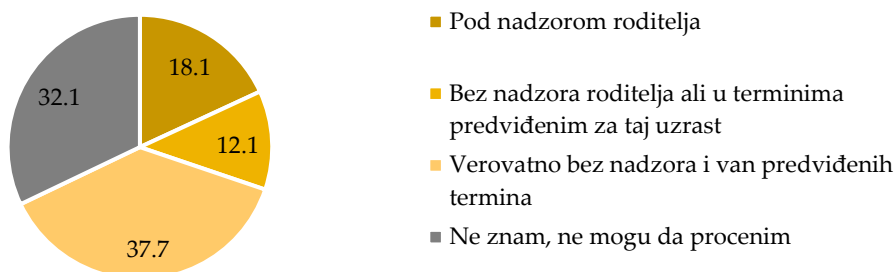 Pod nadzorom roditelja
18.1
32.1
Bez nadzora roditelja ali u terminima
predviđenim za taj uzrast
12.1
Verovatno bez nadzora i van predviđenih
termina
Ne znam, ne mogu da procenim
37.7